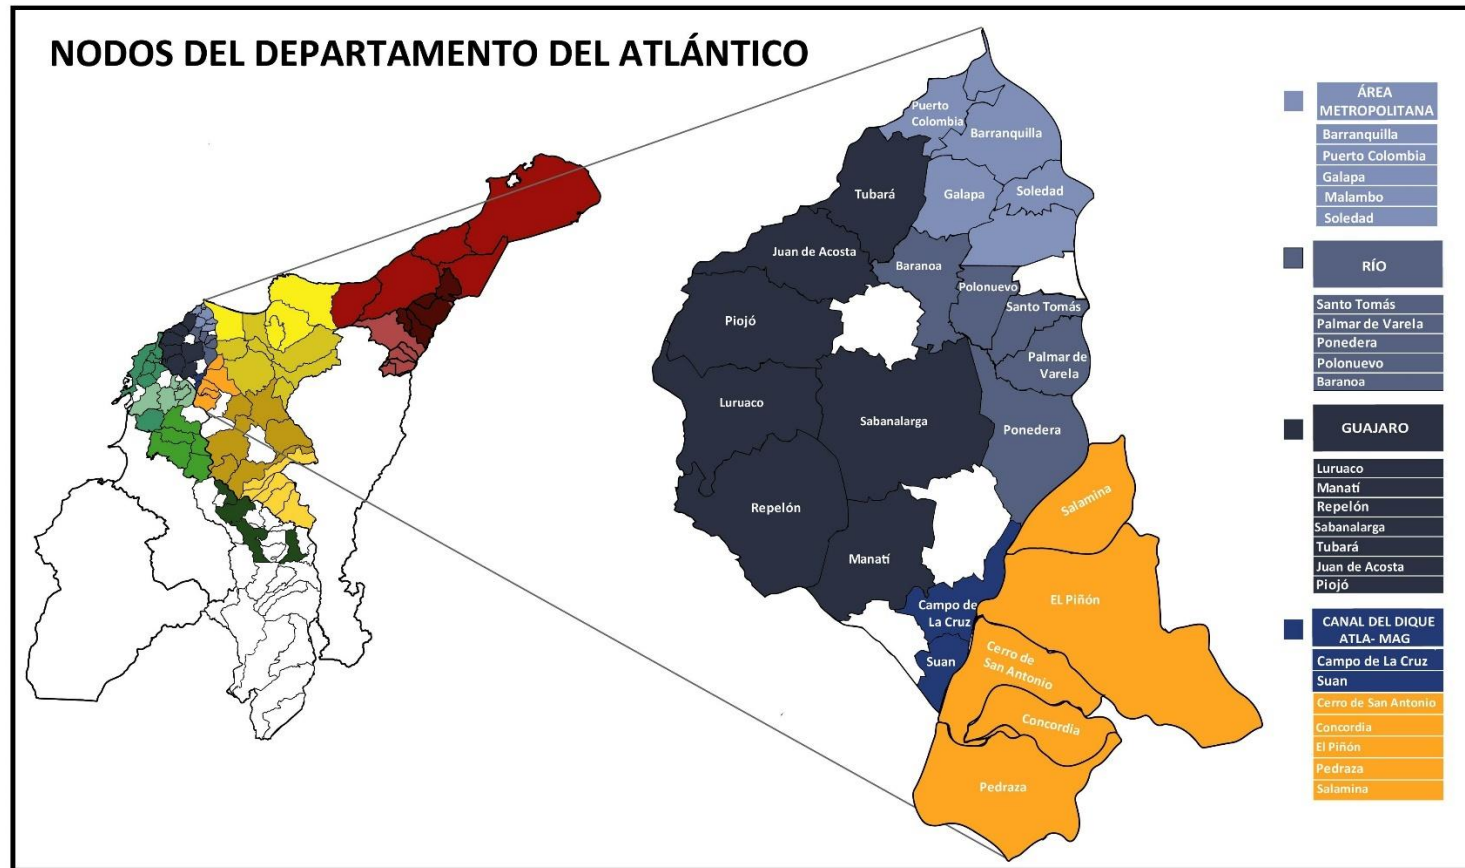 NODOS DEL DEPARTAMENTO DEL ATLÁNTICO
Puerto
Colombia
Barranquilla
Tubará
Galapa
Soledad
Juan de Acosta
Baranoa
Polonuevo
Santo Tomás
Piojó
Palmar de
Varela
Luruaco
Sabanalarga
Ponedera
Repelón
Salamina
Manatí
Campo de
La Cruz
EL Piñón
Suan
Cerro de
San Antonio
Concordia
Pedraza
ÁREA
METROPOLITANA
Barranquilla
Puerto Colombia
Galapa
Malambo
Soledad
RÍO
Santo Tomás
Palmar de Varela
Ponedera
Polonuevo
Baranoa
GUAJARO
Luruaco
Manatí
Repelón
Sabanalarga
Tubará
Juan de Acosta
Piojó
CANAL DEL DIQUE
ATLA- MAG
Campo de La Cruz
Suan
Cerro de San Antonio
Concordia
El Piñón
Pedraza
Salamina